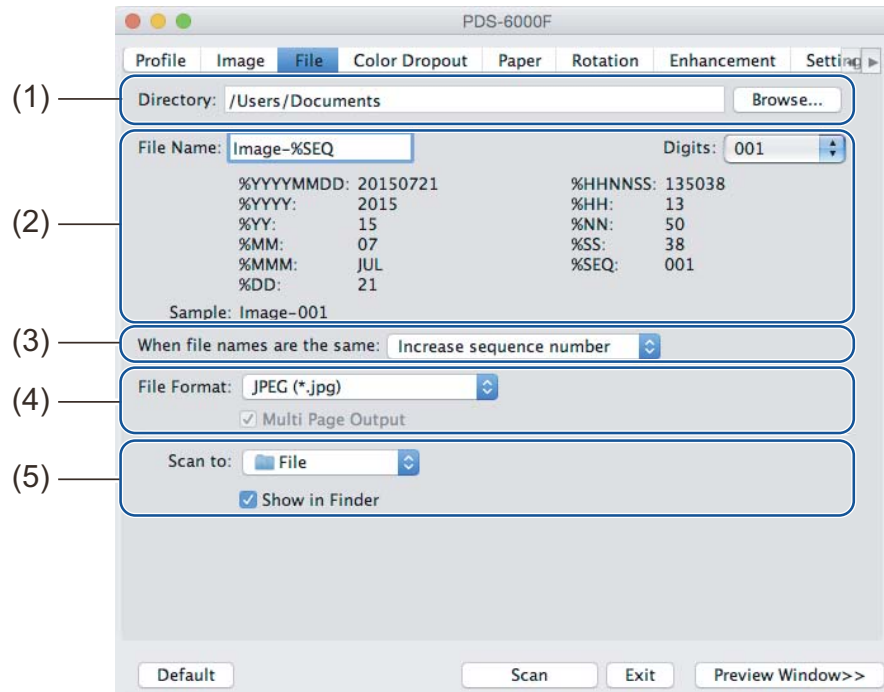 PDS-6000F
Profile Image File Color Dropout Paper Rotation Enhancement Setting
(1) Directory: /Users/Documents Browse...
(2) File Name: Image-%SEQ Digits: 001
%YYYYMMDD: 20150721 %HHNNSS: 135038
%YYYY: 2015 %HH: 13
%YY: 15 %NN: 50
%MM: 07 %SS: 38
%MMM: JUL %SEQ: 001
%DD: 21
Sample: Image-001
(3) When file names are the same: Increase sequence number
(4) File Format: JPEG (*.jpg)
Multi Page Output
(5) Scan to: File
Show in Finder
Default Scan Exit Preview Window>>